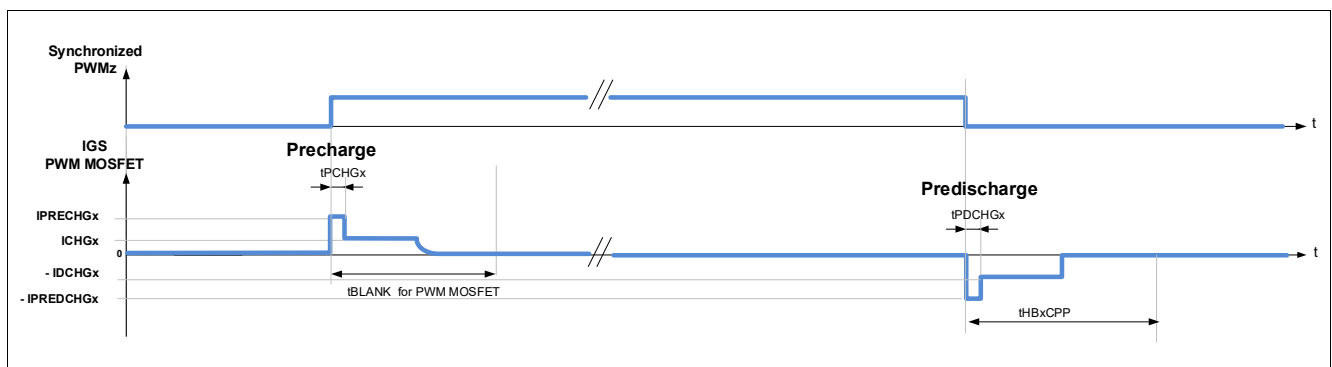 Synchronized
PWMz
t
IGS
PWM MOSFET
Precharge
tPCHGx
Predischarge
tPDCHGx
IPRECHGx
ICHGx
0
t
- IDCHGx
- IPREDCHGx
tBLANK for PWM MOSFET
tHBxCPP